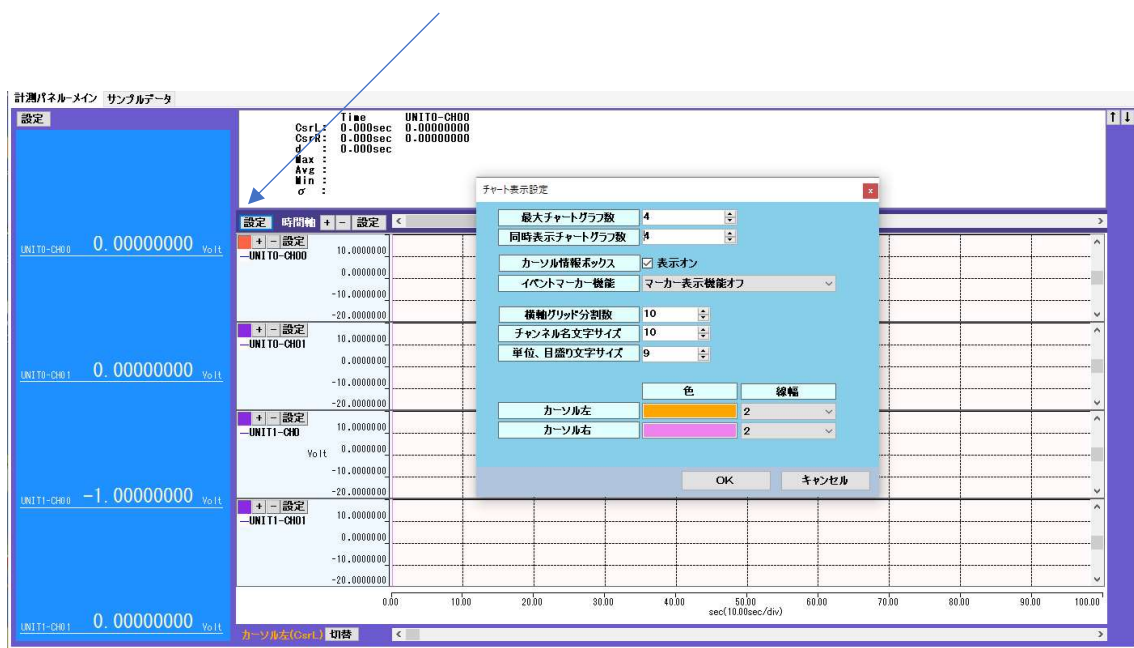 計測パネルーメイン サンプルデータ
設定
Time UNIT0-CH00
CsrL: 0.000sec 0.00000000
CsrR: 0.000sec 0.00000000
d : 0.000sec
Max :
Avg :
Min :
σ :
↑ ↓
設定 時間軸 + - 設定 < >
UNIT0-CH00 0.00000000 Volt
UNIT0-CH01 0.00000000 Volt
UNIT1-CH00 -1.00000000 Volt
UNIT1-CH01 0.00000000 Volt
+ - 設定
UNIT0-CH00
10.0000000
0.0000000
-10.0000000
-20.0000000
+ - 設定
UNIT0-CH01
10.0000000
0.0000000
-10.0000000
-20.0000000
+ - 設定
UNIT1-CH0
10.0000000
Volt 0.0000000
-10.0000000
-20.0000000
+ - 設定
UNIT1-CH01
10.0000000
0.0000000
-10.0000000
-20.0000000
0.00 10.00 20.00 30.00 40.00 50.00 60.00 70.00 80.00 90.00 100.00
sec(10.00sec/div)
カーソル左(CsrL) 切替 < >
チャート表示設定 x
最大チャートグラフ数 4
同時表示チャートグラフ数 4
カーソル情報ボックス 表示オン
イベントマーカー機能 マーカー表示機能オフ
横軸グリッド分割数 10
チャンネル名文字サイズ 10
単位、目盛り文字サイズ 9
色 線幅
カーソル左 2
カーソル右 2
OK キャンセル